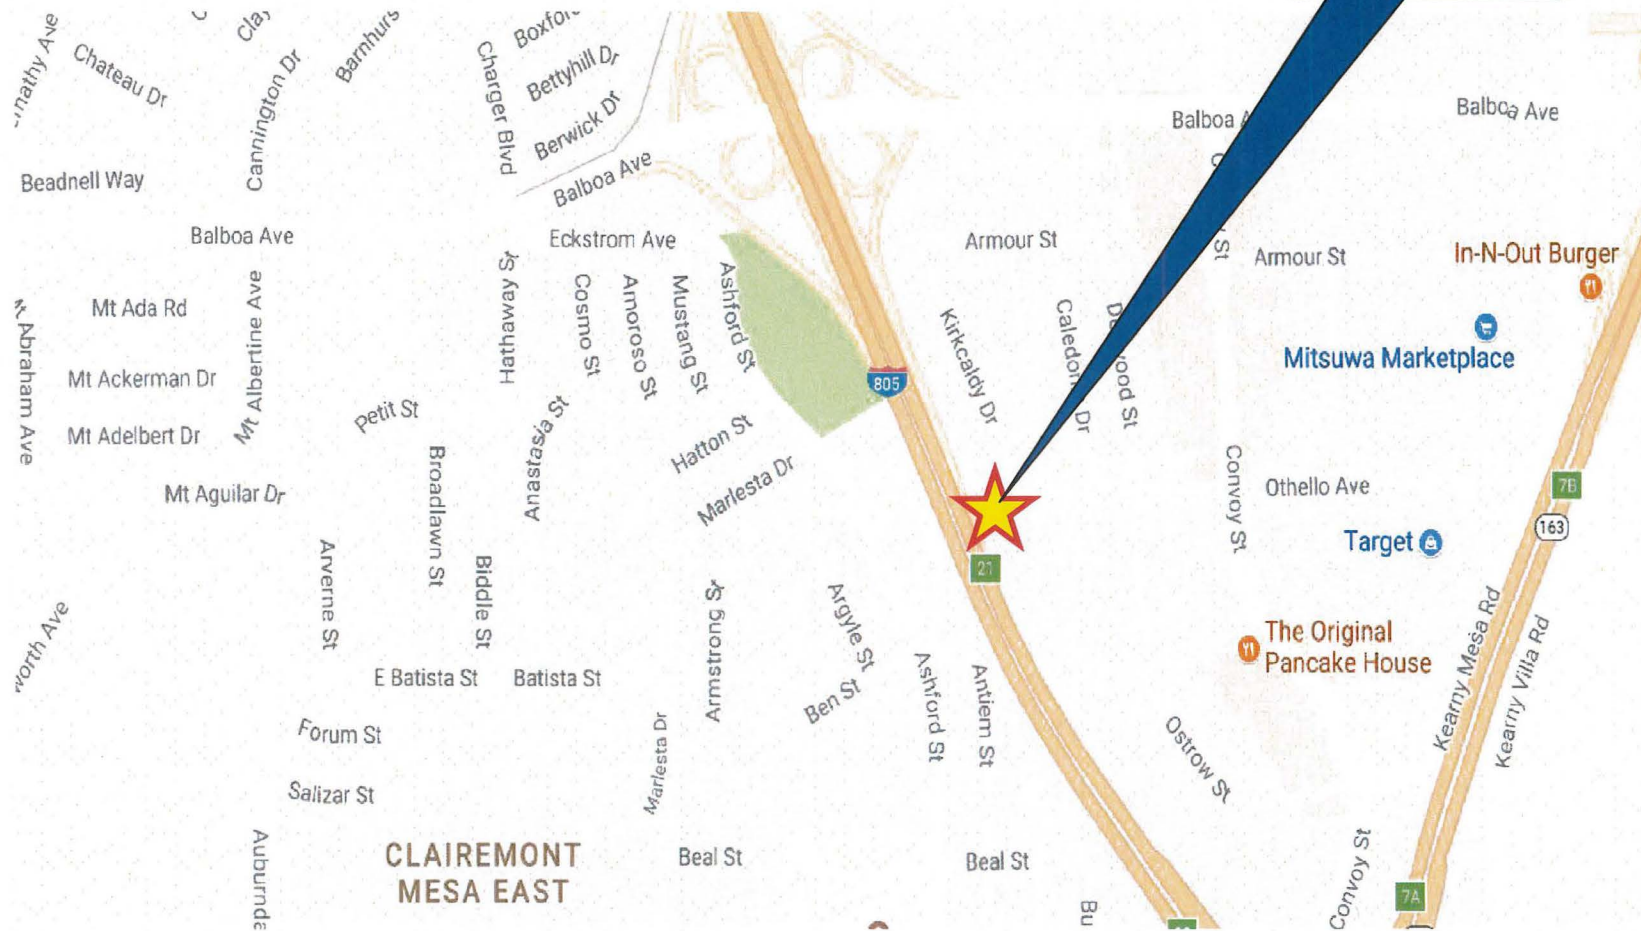 Chateau Dr
Cannington Dr
Charger Blvd
Bettyhill Dr
Berwick Dr
Balboa Ave
Balboa Ave
Beadnell Way
Balboa Ave
Eckstrom Ave
Armour St
Armour St
In-N-Out Burger
Mitsuwa Marketplace
Mt Ada Rd
Mt Albertine Ave
Abraham Ave
Mt Ackerman Dr
Mt Adelbert Dr
Mt Aguilar Dr
Hathaway St
Cosmo St
Amoroso St
Mustang St
Ashford St
805
Kirkcaldy Dr
Petit St
Broadlawn St
Anastasia St
Hatton St
Marlesta Dr
Convoy St
Othello Ave
7B
163
Target
21
Arverne St
Biddle St
Armstrong St
Argyle St
Ashford St
Antiem St
The Original
Pancake House
Kearny Mesa Rd
Kearny Villa Rd
E Batista St
Batista St
Ben St
Forum St
Marlesta Dr
Ostrow St
Salizar St
CLAIREMONT
MESA EAST
Beal St
Beal St
Convoy St
7A